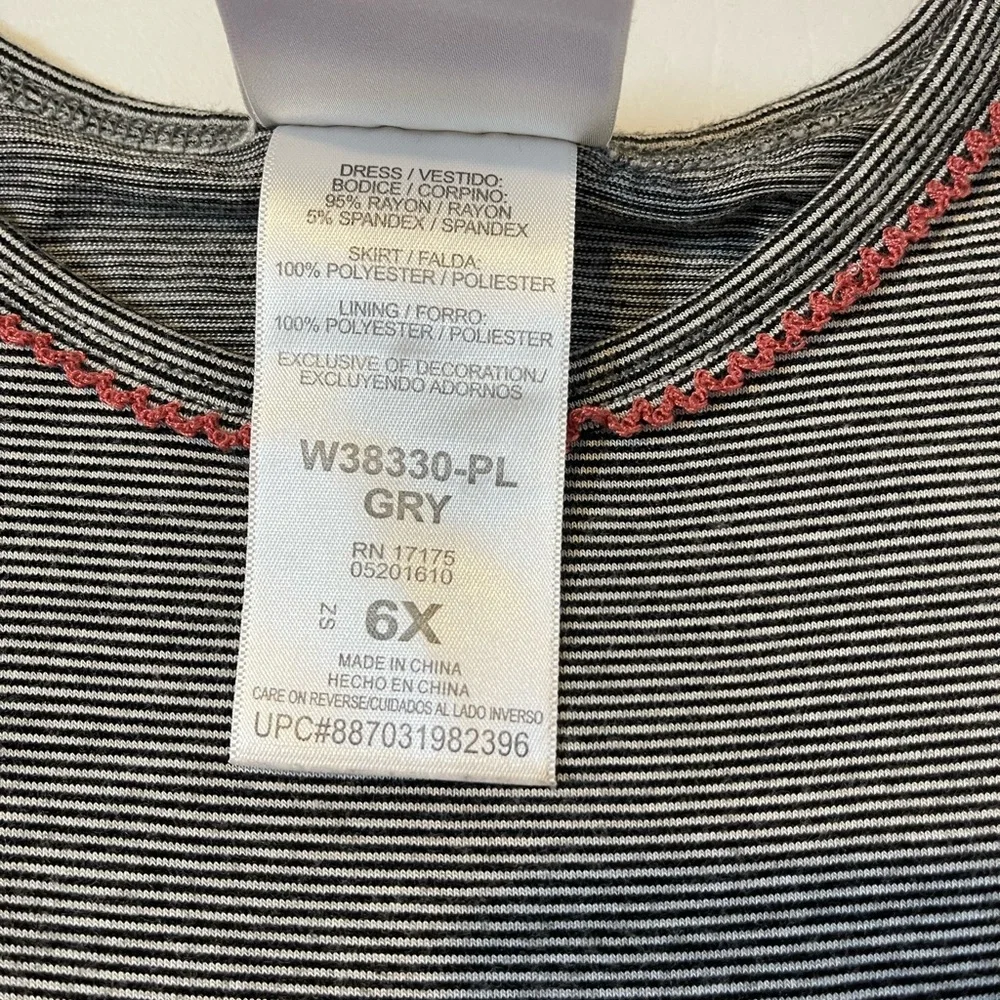 DRESS / VESTIDO:
BODICE / CORPINO:
95% RAYON / RAYON
5% SPANDEX / SPANDEX
SKIRT / FALDA:
100% POLYESTER / POLIESTER
LINING / FORRO:
100% POLYESTER / POLIESTER
EXCLUSIVE OF DECORATION./
EXCLUYENDO ADORNOS
W38330-PL
GRY
RN 17175
05201610
ZS
6X
MADE IN CHINA
HECHO EN CHINA
CARE ON REVERSE/CUIDADOS AL LADO INVERSO
UPC#887031982396